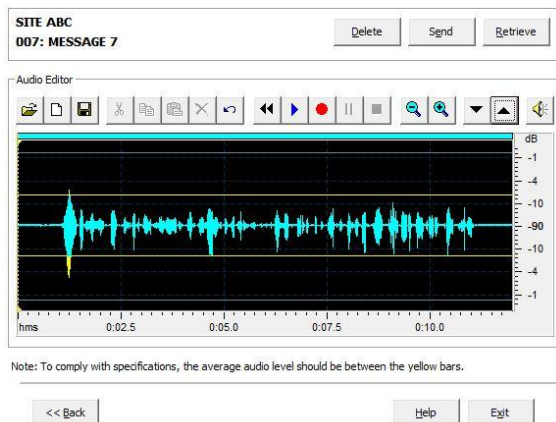 SITE ABC
007: MESSAGE 7
Delete Send Retrieve
Audio Editor
dB
-1
-4
-10
-90
-10
-4
-1
hms 0:02.5 0:05.0 0:07.5 0:10.0
Note: To comply with specifications, the average audio level should be between the yellow bars.
<< Back Help Exit